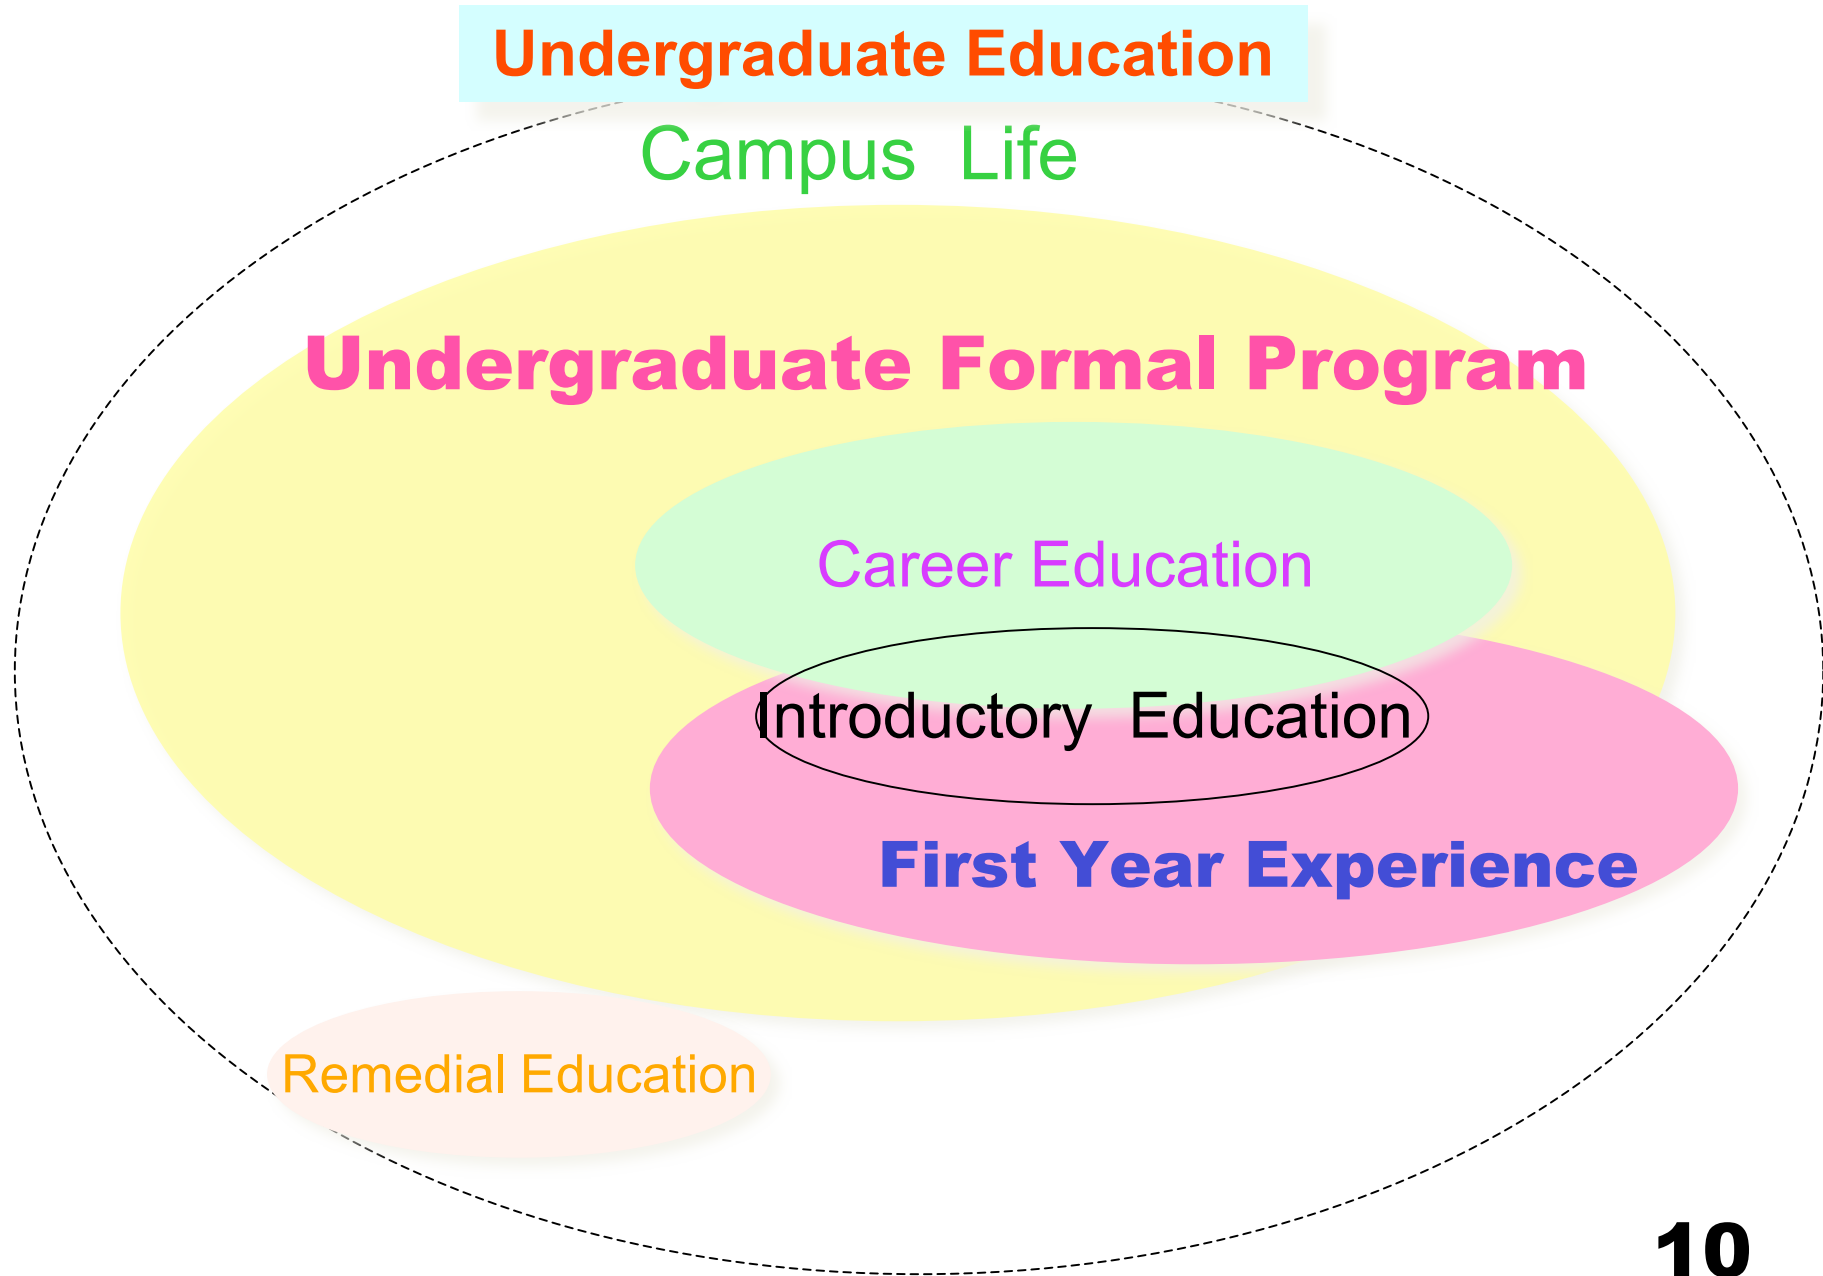 Undergraduate Education
Campus Life
Undergraduate Formal Program
Career Education
Introductory Education
First Year Experience
Remedial Education
10